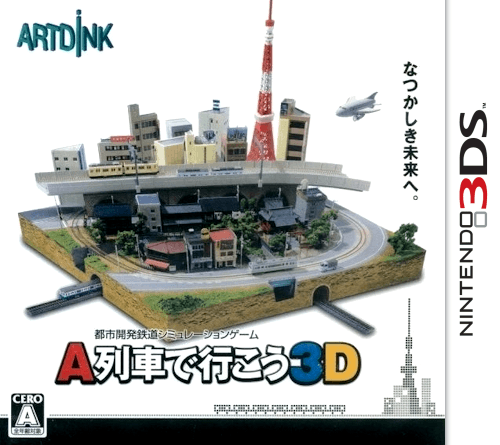 ARTDINK
なつかしき未来へ。
NINTENDO 3DS™
都市開発鉄道シミュレーションゲーム
A列車で行こう3D
CERO
A
全年齢対象